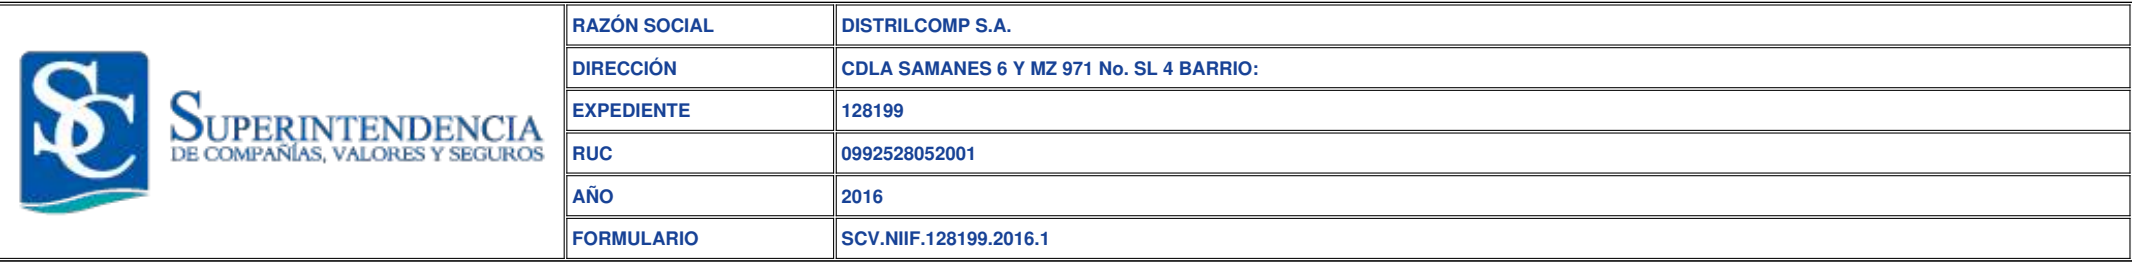 SC
SUPERINTENDENCIA
DE COMPAÑÍAS, VALORES Y SEGUROS
RAZÓN SOCIAL DISTRILCOMP S.A.
DIRECCIÓN CDLA SAMANES 6 Y MZ 971 No. SL 4 BARRIO:
EXPEDIENTE 128199
RUC 0992528052001
AÑO 2016
FORMULARIO SCV.NIIF.128199.2016.1